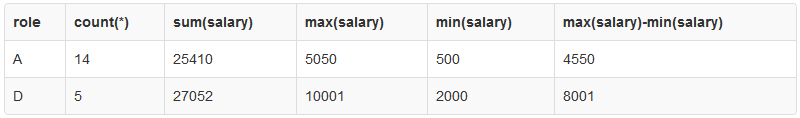 role count(*) sum(salary) max(salary) min(salary) max(salary)-min(salary)
A 14 25410 5050 500 4550
D 5 27052 10001 2000 8001